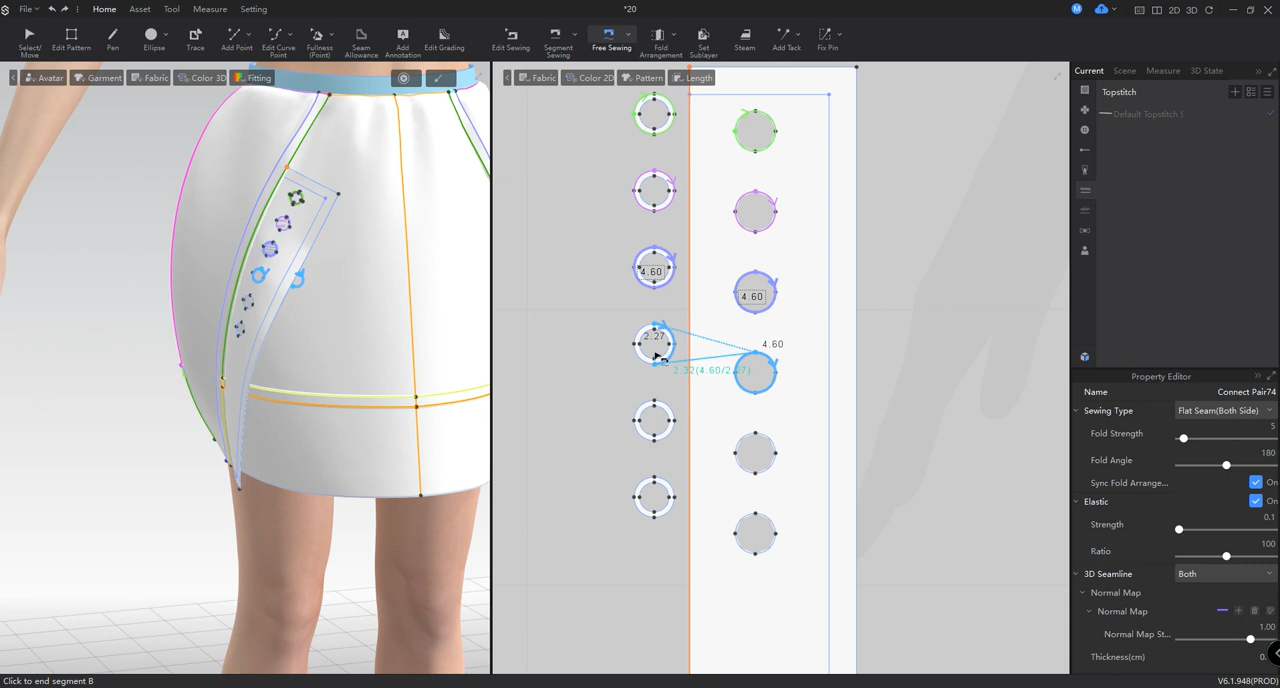 File
Home
Asset
Tool
Measure
Setting
*20
M
2D
3D
Select/
Move
Edit Pattern
Pen
Ellipse
Trace
Add Point
Edit Curve
Point
Fullness
(Point)
Seam
Allowance
Add
Annotation
Edit Grading
Edit Sewing
Segment
Sewing
Free Sewing
Fold
Arrangement
Set
Sublayer
Steam
Add Tack
Fix Pin
Avatar
Garment
Fabric
Color 3D
Fitting
Fabric
Color 2D
Pattern
Length
Current
Scene
Measure
3D State
Topstitch
Default Topstitch
4.60
4.60
2.27
4.60
Property Editor
Name
Connect Pair74
Sewing Type
Flat Seam(Both Side)
Fold Strength
5
Fold Angle
180
Sync Fold Arrange...
On
Elastic
On
Strength
0.1
Ratio
100
3D Seamline
Both
Normal Map
Normal Map
Normal Map St...
1.00
Thickness(cm)
0.
Click to end segment B
V6.1.948(PROD)